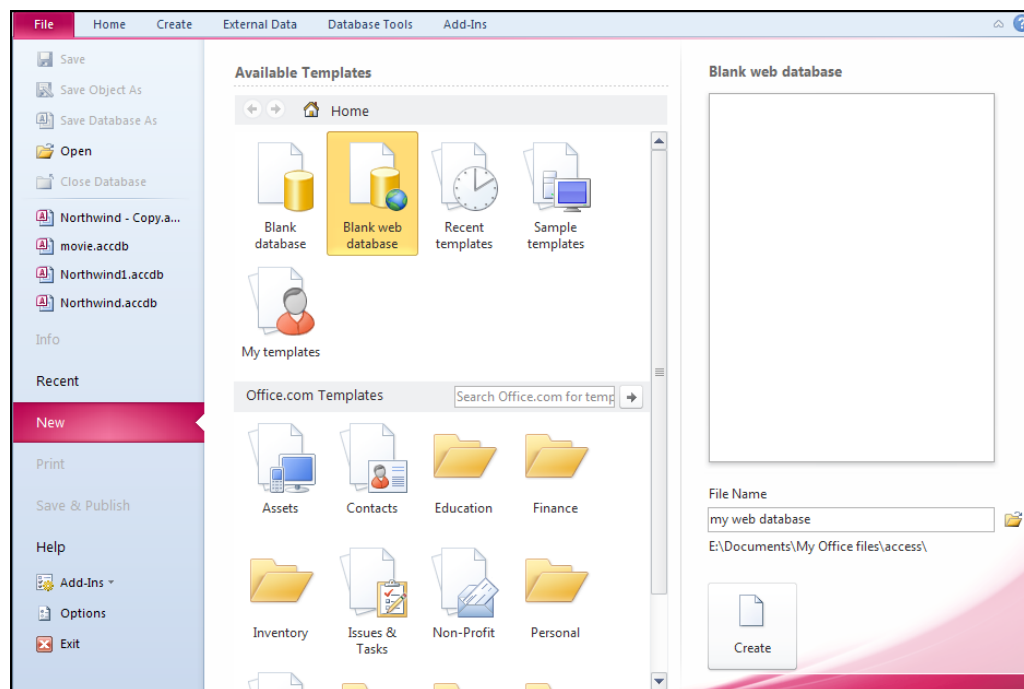 File Home Create External Data Database Tools Add-Ins
Save
Save Object As
Save Database As
Open
Close Database
Northwind - Copy.a...
movie.accdb
Northwind1.accdb
Northwind.accdb
Info
Recent
New
Print
Save & Publish
Help
Add-Ins
Options
Exit
Available Templates
Home
Blank database
Blank web database
Recent templates
Sample templates
My templates
Office.com Templates
Search Office.com for temp
Assets
Contacts
Education
Finance
Inventory
Issues & Tasks
Non-Profit
Personal
Blank web database
File Name
my web database
E:\Documents\My Office files\access\
Create